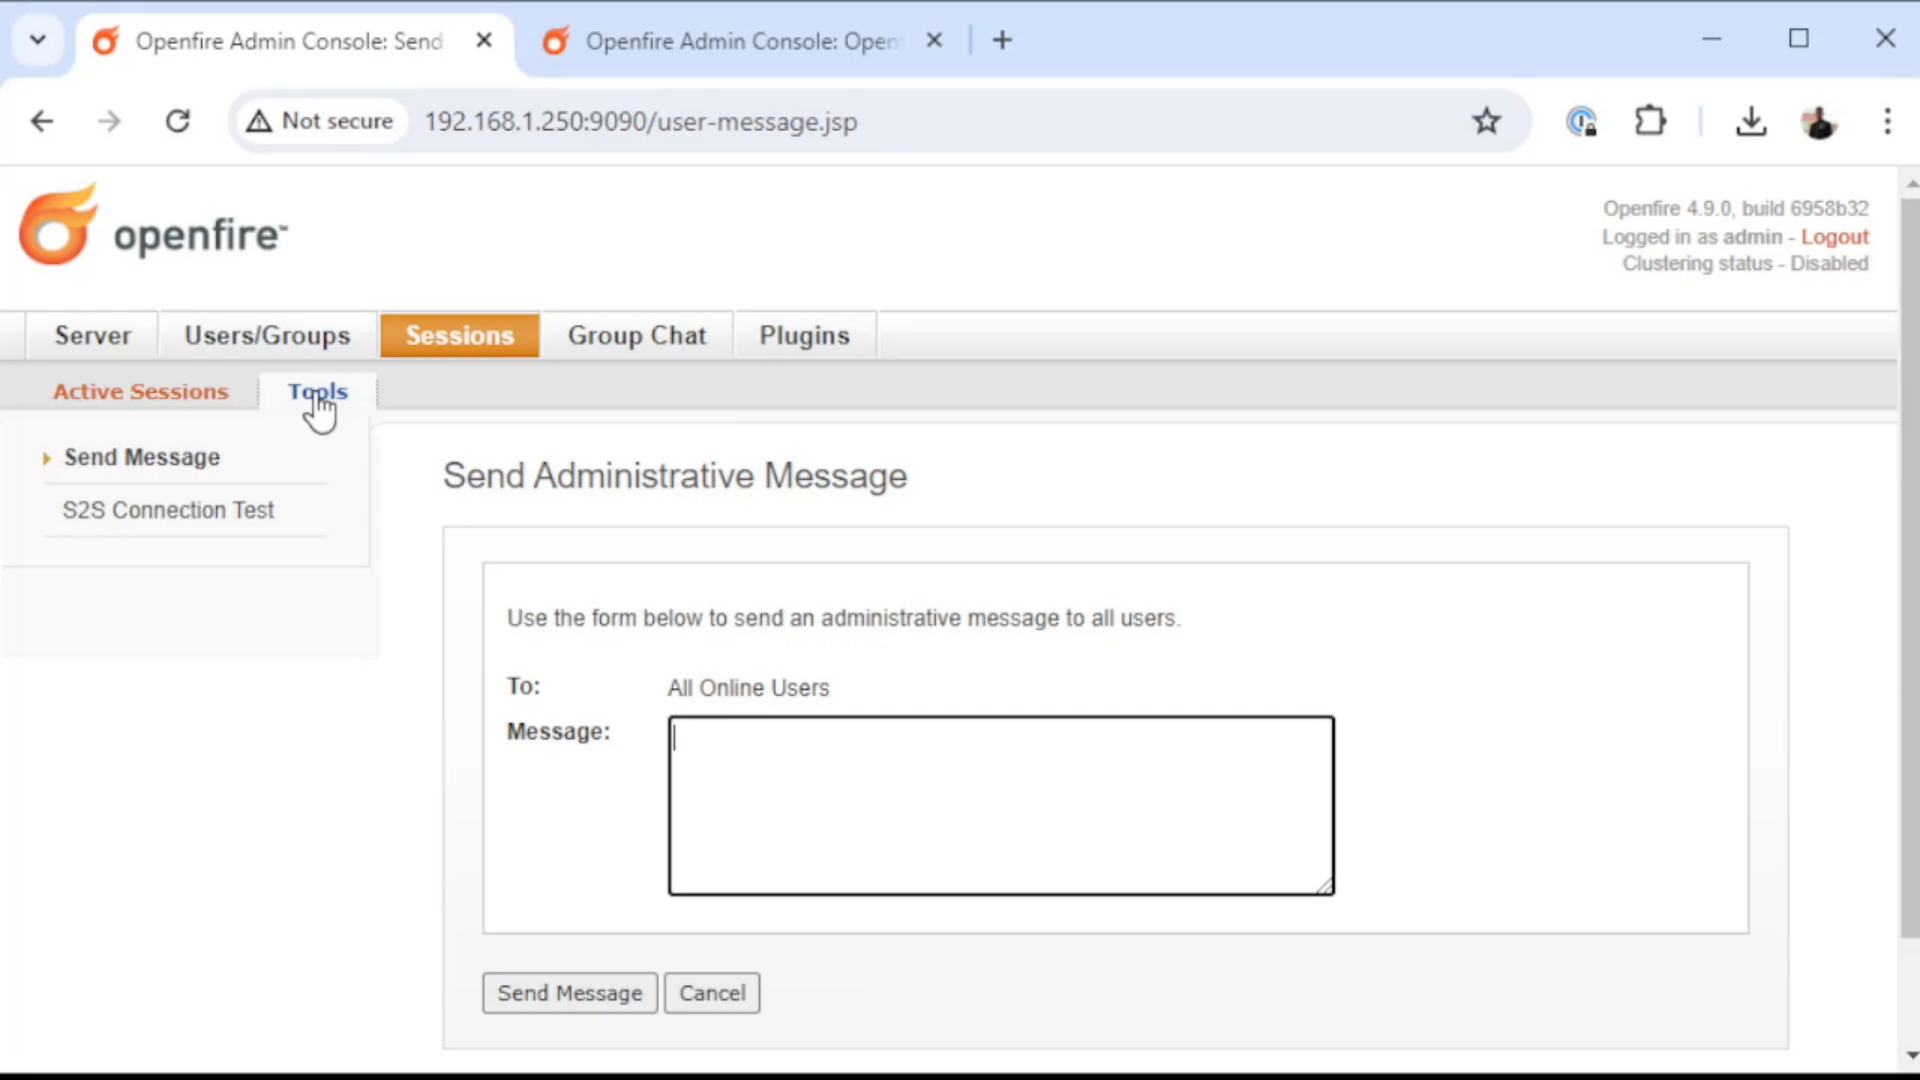 Openfire Admin Console: Send
Openfire Admin Console: Open
Not secure
192.168.1.250:9090/user-message.jsp
openfire™
Openfire 4.9.0, build 6958b32
Logged in as admin - Logout
Clustering status - Disabled
Server
Users/Groups
Sessions
Group Chat
Plugins
Active Sessions
Tools
Send Message
S2S Connection Test
Send Administrative Message
Use the form below to send an administrative message to all users.
To: All Online Users
Message:
Send Message
Cancel